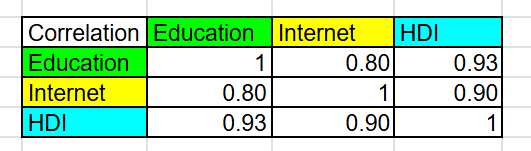 Correlation Education Internet HDI
Education 1 0.80 0.93
Internet 0.80 1 0.90
HDI 0.93 0.90 1